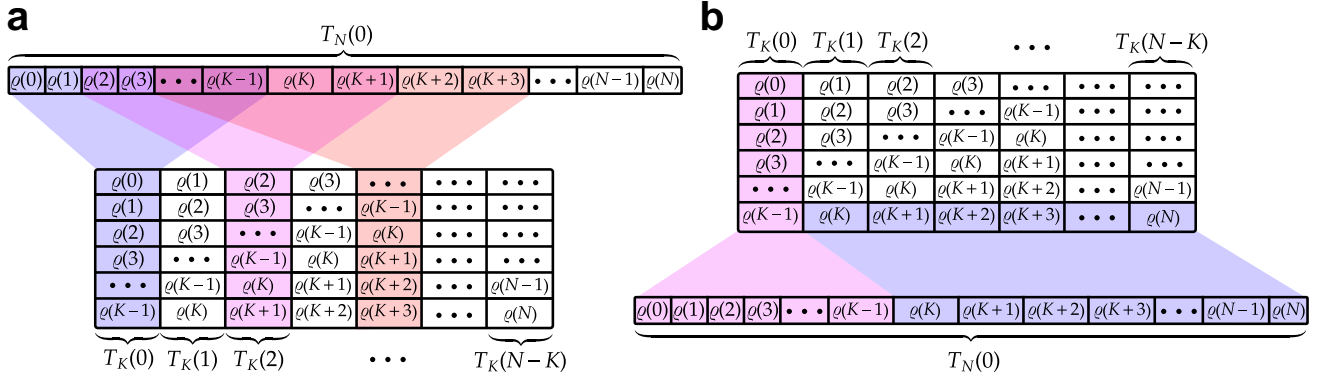 a
T_N(0)
ϱ(0) ϱ(1) ϱ(2) ϱ(3) • • • ϱ(K−1) ϱ(K) ϱ(K+1) ϱ(K+2) ϱ(K+3) • • • ϱ(N−1) ϱ(N)
ϱ(0) ϱ(1) ϱ(2) ϱ(3) • • • • • • • • •
ϱ(1) ϱ(2) ϱ(3) • • • ϱ(K−1) • • • • • •
ϱ(2) ϱ(3) • • • ϱ(K−1) ϱ(K) • • • • • •
ϱ(3) • • • ϱ(K−1) ϱ(K) ϱ(K+1) • • • • • •
• • • ϱ(K−1) ϱ(K) ϱ(K+1) ϱ(K+2) • • • ϱ(N−1)
ϱ(K−1) ϱ(K) ϱ(K+1) ϱ(K+2) ϱ(K+3) • • • ϱ(N)
T_K(0) T_K(1) T_K(2) • • • T_K(N−K)
b
T_K(0) T_K(1) T_K(2) • • • T_K(N−K)
ϱ(0) ϱ(1) ϱ(2) ϱ(3) • • • • • • • • •
ϱ(1) ϱ(2) ϱ(3) • • • ϱ(K−1) • • • • • •
ϱ(2) ϱ(3) • • • ϱ(K−1) ϱ(K) • • • • • •
ϱ(3) • • • ϱ(K−1) ϱ(K) ϱ(K+1) • • • • • •
• • • ϱ(K−1) ϱ(K) ϱ(K+1) ϱ(K+2) • • • ϱ(N−1)
ϱ(K−1) ϱ(K) ϱ(K+1) ϱ(K+2) ϱ(K+3) • • • ϱ(N)
ϱ(0) ϱ(1) ϱ(2) ϱ(3) • • • ϱ(K−1) ϱ(K) ϱ(K+1) ϱ(K+2) ϱ(K+3) • • • ϱ(N−1) ϱ(N)
T_N(0)